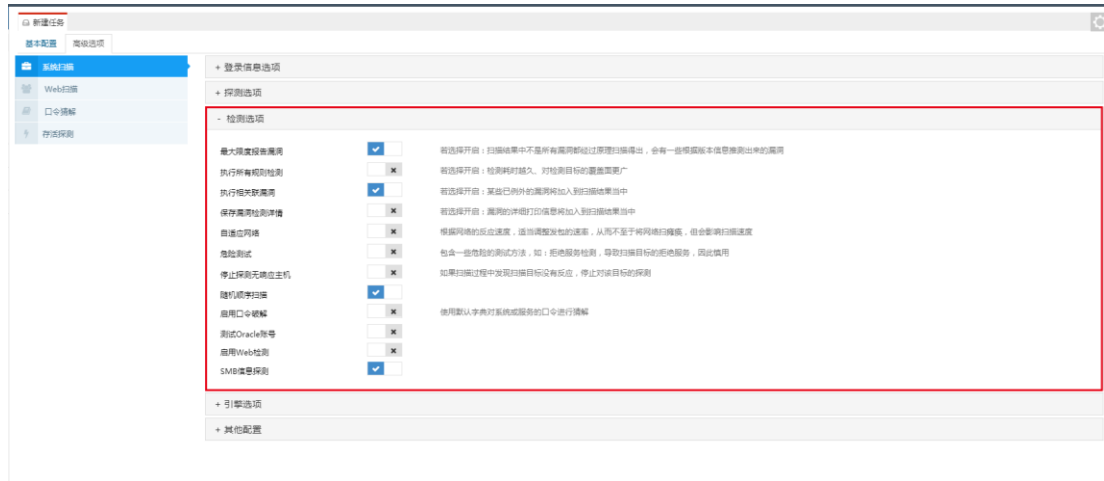 新建任务
基本配置 高级选项
系统扫描
Web扫描
口令猜解
存活探测
+ 登录信息选项
+ 探测选项
- 检测选项
最大限度报告漏洞 若选择开启：扫描结果中不是所有漏洞都经过原理扫描得出，会有一些根据版本信息推测出来的漏洞
执行所有规则检测 若选择开启：检测耗时越久、对检测目标的覆盖面更广
执行相关联漏洞 若选择开启：某些已例外的漏洞将加入到扫描结果当中
保存漏洞检测详情 若选择开启：漏洞的详细打印信息将加入到扫描结果当中
自适应网络 根据网络的反应速度，适当调整发包的速率，从而不至于将网络扫瘫痪，但会影响扫描速度
危险测试 包含一些危险的测试方法，如：拒绝服务检测，导致扫描目标的拒绝服务，因此慎用
停止探测无响应主机 如果扫描过程中发现扫描目标没有反应，停止对该目标的探测
随机顺序扫描
启用口令破解 使用默认字典对系统或服务的口令进行猜解
测试Oracle账号
启用Web检测
SMB信息探测
+ 引擎选项
+ 其他配置